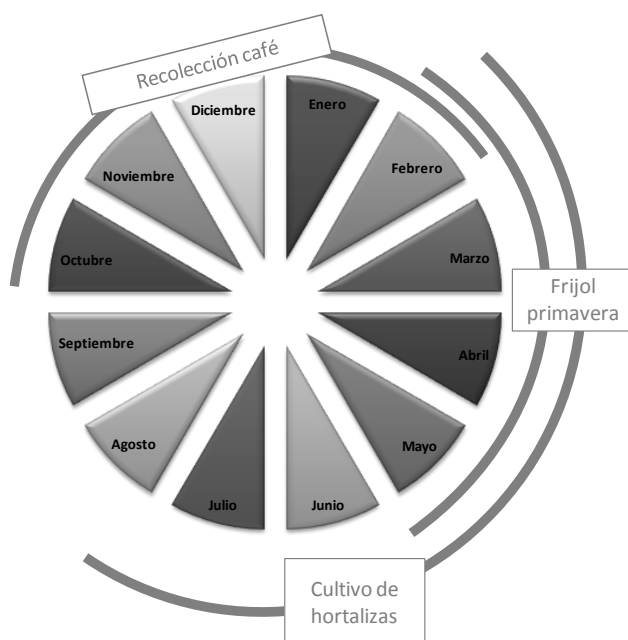 Recolección café
Diciembre
Enero
Noviembre
Febrero
Octubre
Marzo
Frijol
primavera
Septiembre
Abril
Agosto
Mayo
Julio
Junio
Cultivo de
hortalizas